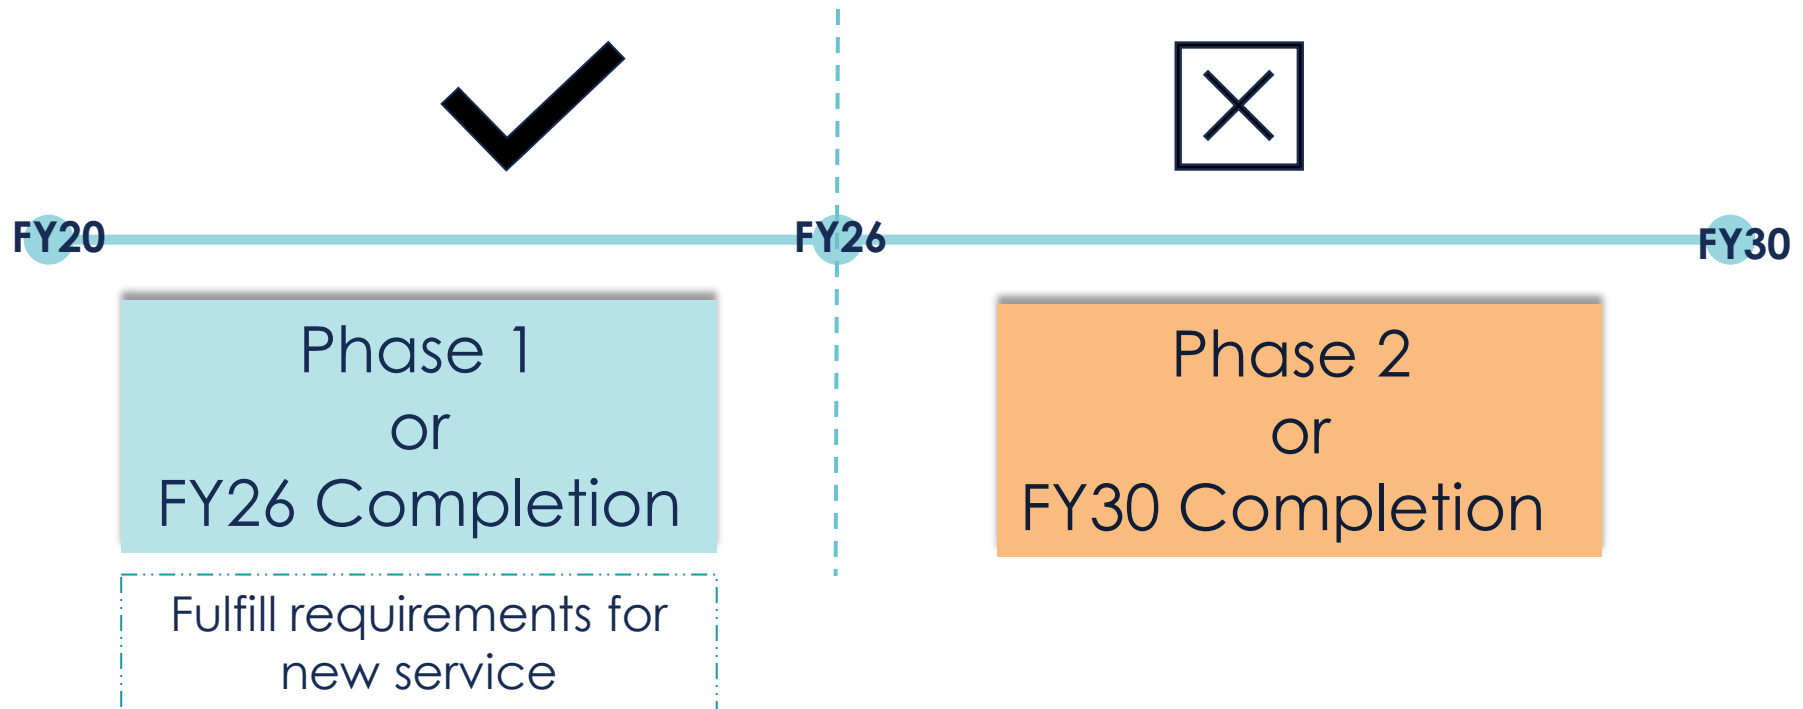 FY20
FY26
FY30
Phase 1
or
FY26 Completion
Phase 2
or
FY30 Completion
Fulfill requirements for
new service